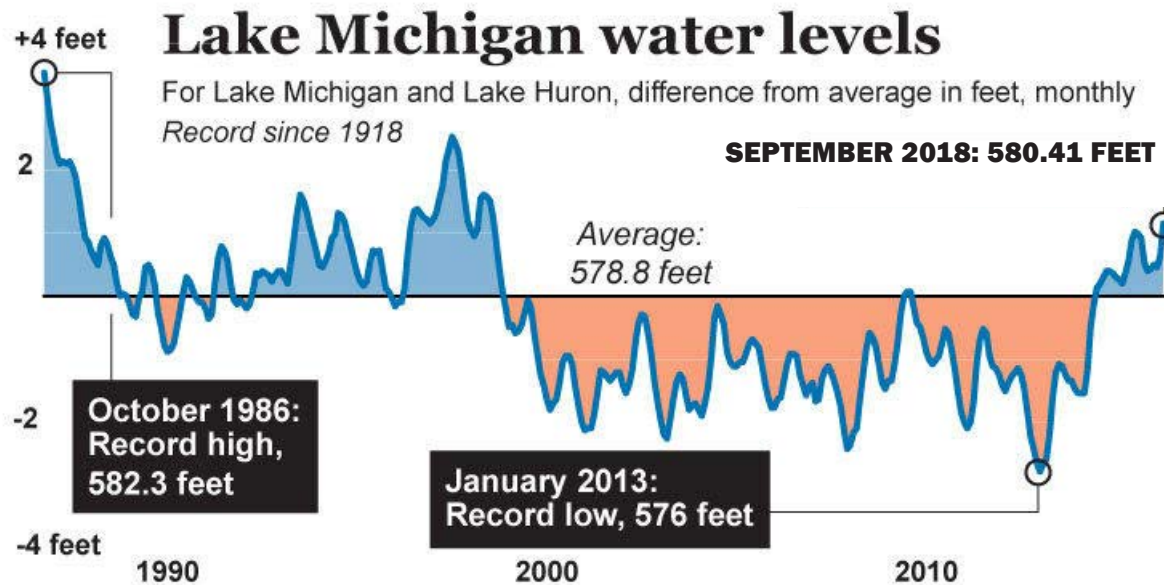 Lake Michigan water levels
For Lake Michigan and Lake Huron, difference from average in feet, monthly
Record since 1918
SEPTEMBER 2018: 580.41 FEET
+4 feet
2
Average:
578.8 feet
October 1986:
Record high,
582.3 feet
-2
January 2013:
Record low, 576 feet
-4 feet
1990
2000
2010